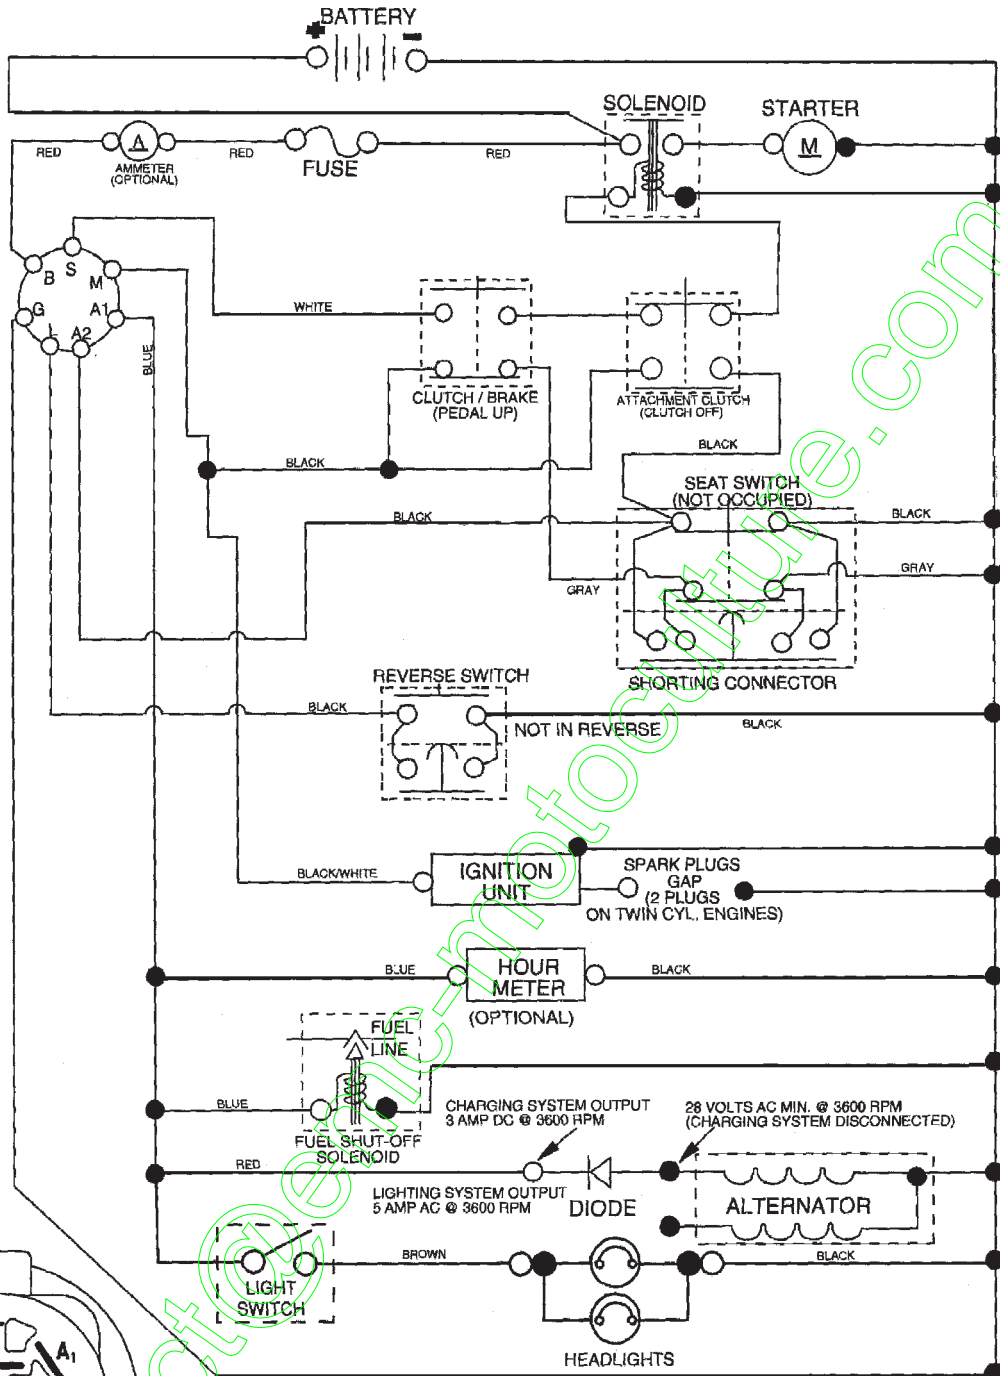 BATTERY
SOLENOID
STARTER
A
M
RED
RED
RED
AMMETER
(OPTIONAL)
FUSE
B
S
M
G
A1
L
A2
WHITE
BLUE
CLUTCH / BRAKE
(PEDAL UP)
ATTACHMENT CLUTCH
(CLUTCH OFF)
BLACK
BLACK
SEAT SWITCH
(NOT OCCUPIED)
BLACK
BLACK
GRAY
GRAY
SHORTING CONNECTOR
REVERSE SWITCH
BLACK
NOT IN REVERSE
BLACK
BLACK/WHITE
IGNITION
UNIT
SPARK PLUGS
GAP
(2 PLUGS
ON TWIN CYL. ENGINES)
BLUE
HOUR
METER
BLACK
(OPTIONAL)
FUEL
LINE
BLUE
FUEL SHUT-OFF
SOLENOID
CHARGING SYSTEM OUTPUT
3 AMP DC @ 3600 RPM
28 VOLTS AC MIN. @ 3600 RPM
(CHARGING SYSTEM DISCONNECTED)
RED
LIGHTING SYSTEM OUTPUT
5 AMP AC @ 3600 RPM
DIODE
ALTERNATOR
BROWN
BLACK
LIGHT
SWITCH
HEADLIGHTS
A1
ct@emc-motoculture.com